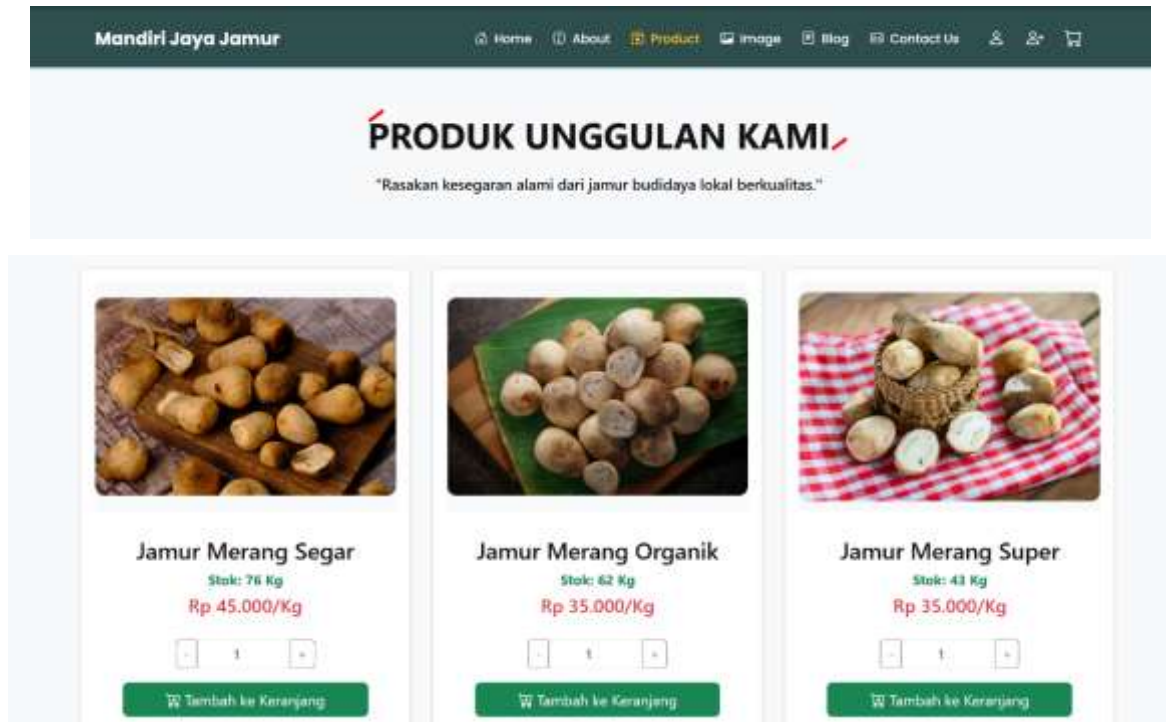 Mandiri Jaya Jamur Home About Product Image Blog Contact Us
PRODUK UNGGULAN KAMI
"Rasakan kesegaran alami dari jamur budidaya lokal berkualitas."
Jamur Merang Segar Jamur Merang Organik Jamur Merang Super
Stok: 76 Kg Stok: 62 Kg Stok: 43 Kg
Rp 45.000/Kg Rp 35.000/Kg Rp 35.000/Kg
- 1 + - 1 + - 1 +
Tambah ke Keranjang Tambah ke Keranjang Tambah ke Keranjang